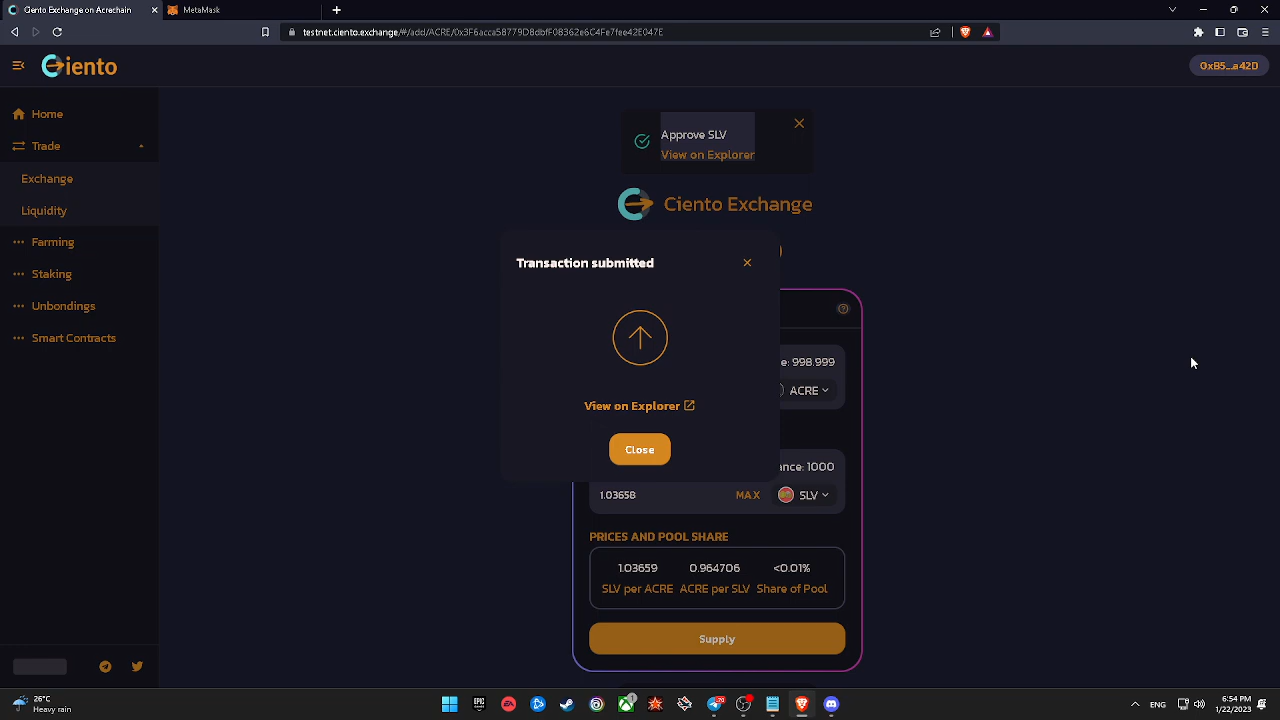 Ciento Exchange on Acrechain
MetaMask
testnet.ciento.exchange/#/add/ACRE/0x3F6acca58779D8dbfF08362e6C4Fe7fee42E047E
Ciento
0xB5...a42D
Home
Trade
Exchange
Liquidity
Farming
Staking
Unbondings
Smart Contracts
Approve SLV
View on Explorer
Ciento Exchange
Transaction submitted
View on Explorer
Close
e: 998.999
ACRE
nce: 1000
1.03658
MAX
SLV
PRICES AND POOL SHARE
1.03659 0.964706 <0.01%
SLV per ACRE ACRE per SLV Share of Pool
Supply
26°C
Heavy rain
ENG
6:54 PM
1/22/2023